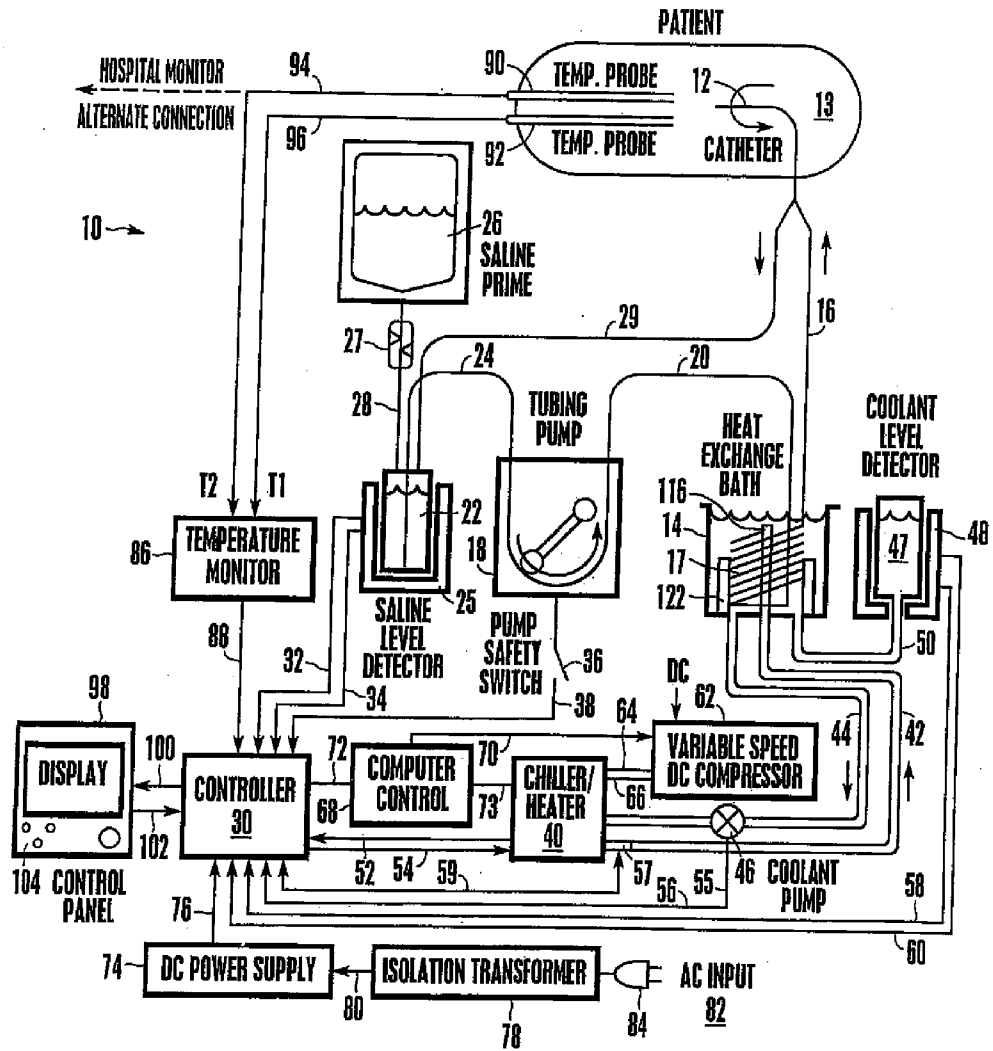 PATIENT
HOSPITAL MONITOR
ALTERNATE CONNECTION
94
96
90
TEMP. PROBE
92
TEMP. PROBE
12
13
CATHETER
10
26
SALINE
PRIME
27
28
29
24
20
16
TUBING
PUMP
HEAT
EXCHANGE
BATH
COOLANT
LEVEL
DETECTOR
T2
T1
86
TEMPERATURE
MONITOR
22
25
SALINE
LEVEL
DETECTOR
18
116
14
17
122
47
48
50
88
32
34
PUMP
SAFETY
SWITCH
36
38
DC
62
64
66
VARIABLE SPEED
DC COMPRESSOR
44
42
98
DISPLAY
100
102
104
CONTROL
PANEL
CONTROLLER
30
72
68
COMPUTER
CONTROL
70
73
CHILLER/
HEATER
40
46
COOLANT
PUMP
52
54
59
57
55
56
58
60
76
74
DC POWER SUPPLY
80
ISOLATION TRANSFORMER
78
84
AC INPUT
82